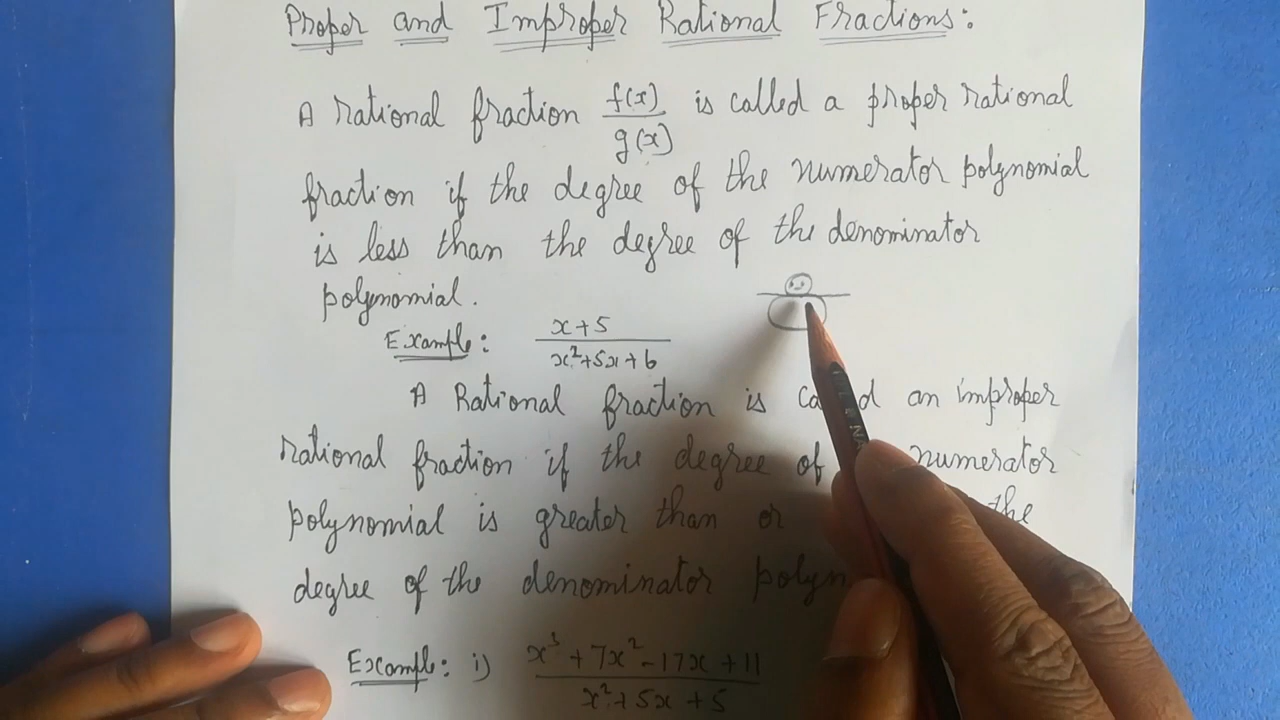 Proper and Improper Rational Fractions:
A rational fraction f(x)/g(x) is called a proper rational
fraction if the degree of the numerator polynomial
is less than the degree of the denominator
polynomial.
Example: x+5/x²+5x+6
A Rational fraction is called an improper
rational fraction if the degree of numerator
polynomial is greater than or the
degree of the denominator polyn
Example: i) x³+7x²-17x+11/x²+5x+5